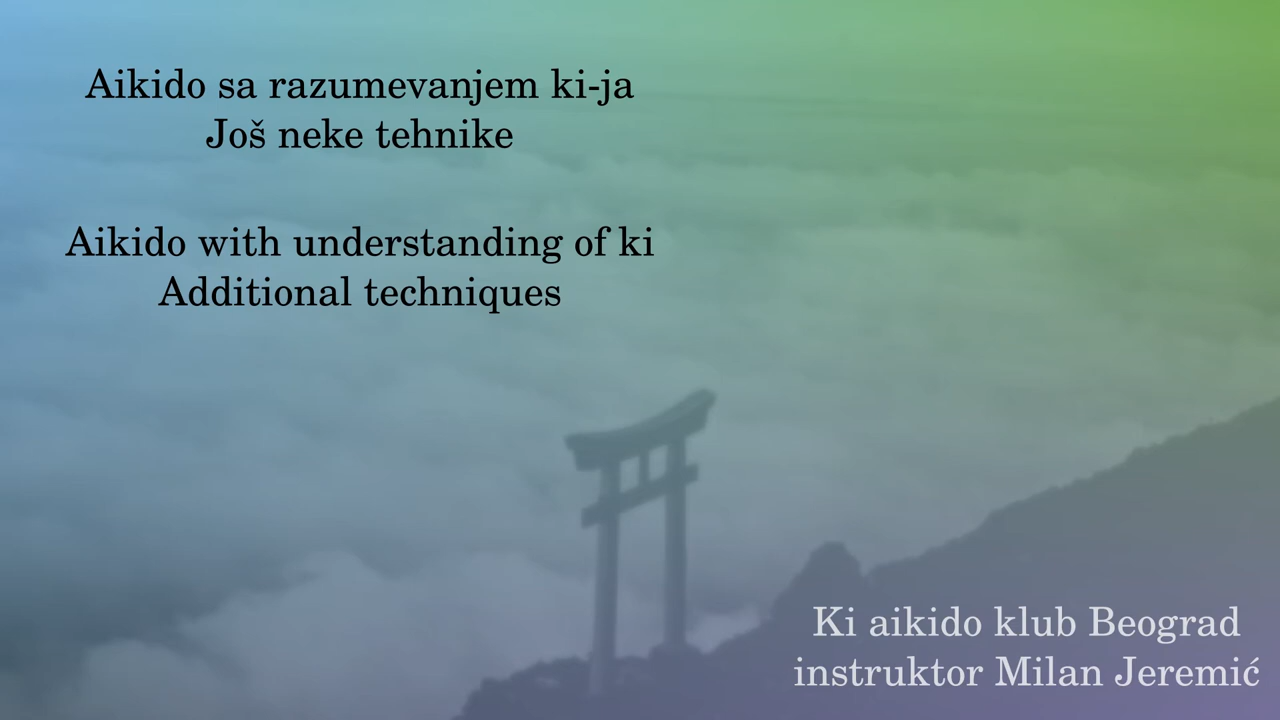 Aikido sa razumevanjem ki-ja
Još neke tehnike
Aikido with understanding of ki
Additional techniques
Ki aikido klub Beograd
instruktor Milan Jeremić